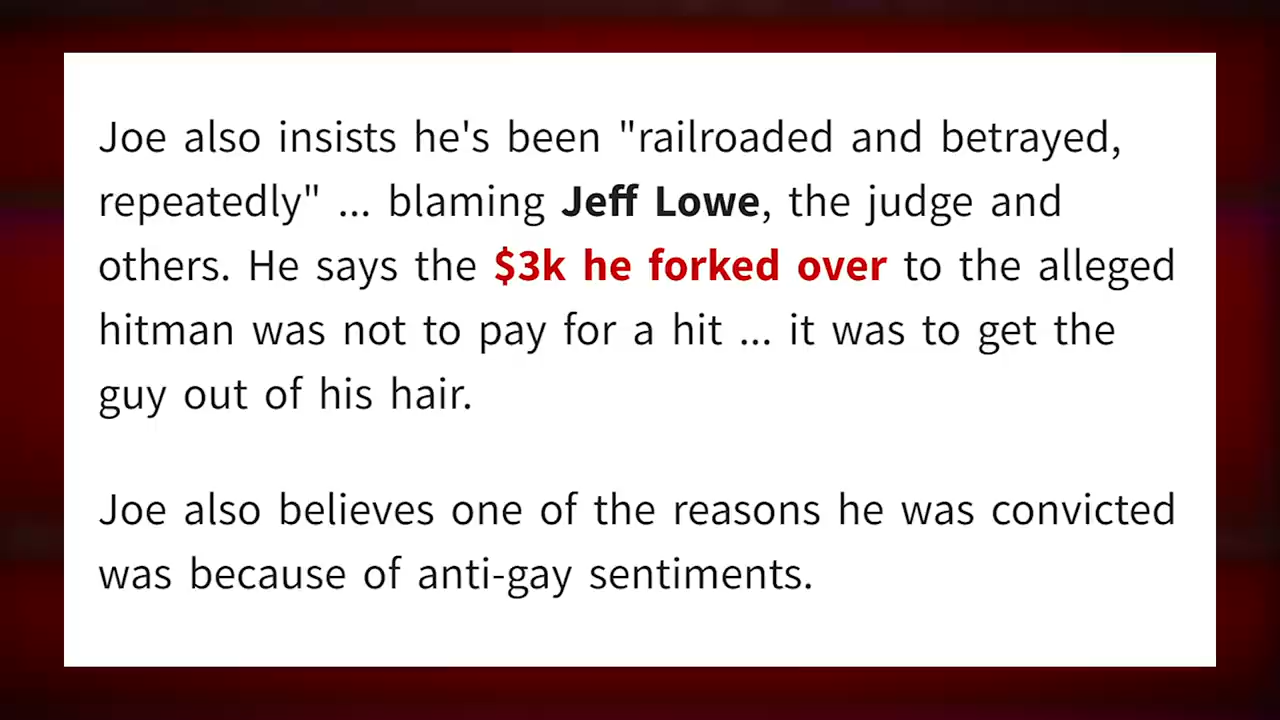 Joe also insists he's been "railroaded and betrayed,
repeatedly" ... blaming Jeff Lowe, the judge and
others. He says the $3k he forked over to the alleged
hitman was not to pay for a hit ... it was to get the
guy out of his hair.
Joe also believes one of the reasons he was convicted
was because of anti-gay sentiments.